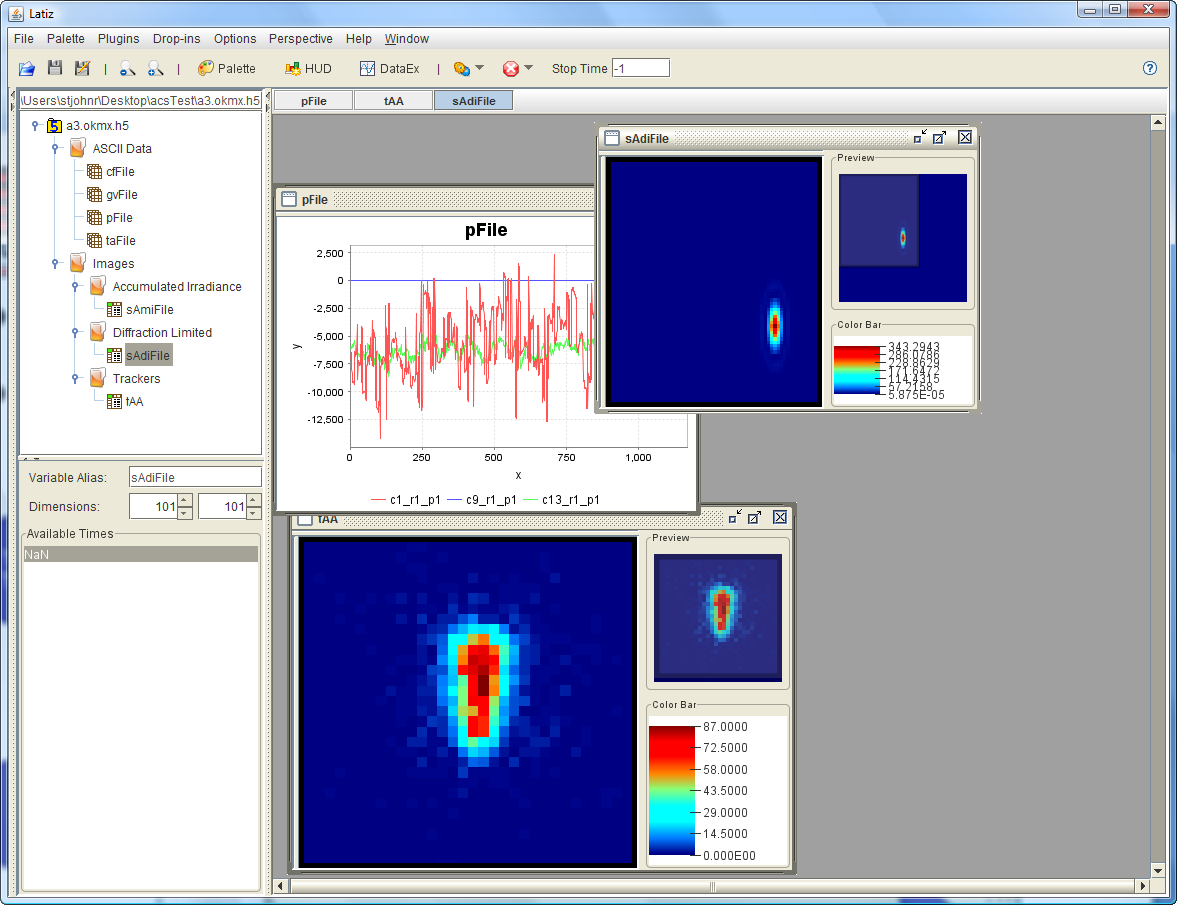 Latiz
File Palette Plugins Drop-ins Options Perspective Help Window
Palette HUD DataEx Stop Time -1
\Users\stjohnr\Desktop\acsTest\a3.okmx.h5
a3.okmx.h5
ASCII Data
cfFile
gvFile
pFile
taFile
Images
Accumulated Irradiance
sAmiFile
Diffraction Limited
sAdiFile
Trackers
tAA
Variable Alias: sAdiFile
Dimensions: 101 101
Available Times
NaN
pFile tAA sAdiFile
sAdiFile
Preview
Color Bar
343.2943
286.0786
228.8629
171.6472
114.4315
57.2158
5.875E-05
pFile
pFile
2,500
0
-2,500
-5,000
-7,500
-10,000
-12,500
y
0 250 500 750 1,000
x
c1_r1_p1 c9_r1_p1 c13_r1_p1
tAA
Preview
Color Bar
87.0000
72.5000
58.0000
43.5000
29.0000
14.5000
0.000E00